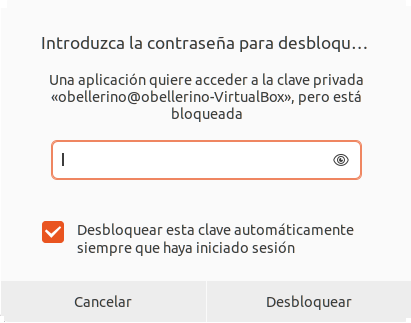 Introduzca la contraseña para desbloqu…
Una aplicación quiere acceder a la clave privada
«obellerino@obellerino-VirtualBox», pero está
bloqueada
Desbloquear esta clave automáticamente
siempre que haya iniciado sesión
Cancelar
Desbloquear